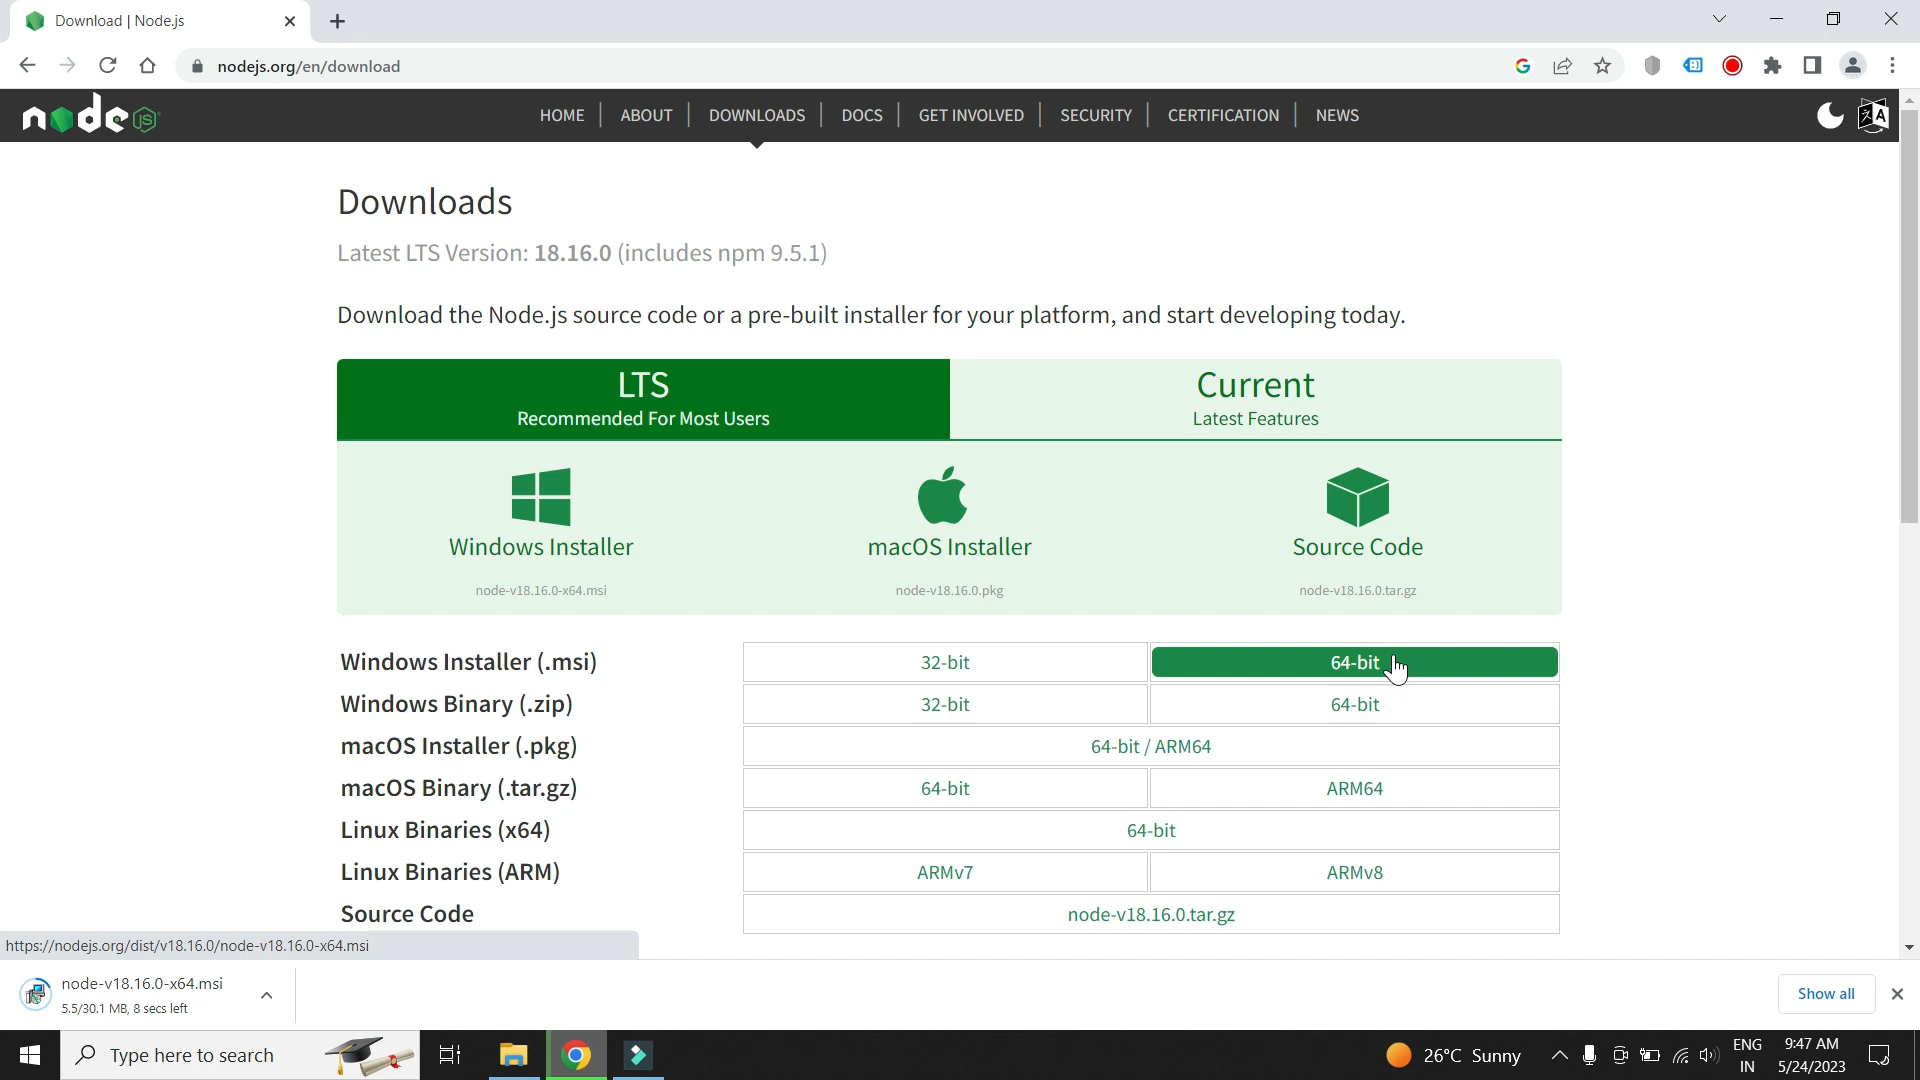 Download | Node.js
nodejs.org/en/download
node JS
HOME ABOUT DOWNLOADS DOCS GET INVOLVED SECURITY CERTIFICATION NEWS
Downloads
Latest LTS Version: 18.16.0 (includes npm 9.5.1)
Download the Node.js source code or a pre-built installer for your platform, and start developing today.
LTS
Recommended For Most Users
Current
Latest Features
Windows Installer
node-v18.16.0-x64.msi
macOS Installer
node-v18.16.0.pkg
Source Code
node-v18.16.0.tar.gz
Windows Installer (.msi) 32-bit 64-bit
Windows Binary (.zip) 32-bit 64-bit
macOS Installer (.pkg) 64-bit / ARM64
macOS Binary (.tar.gz) 64-bit ARM64
Linux Binaries (x64) 64-bit
Linux Binaries (ARM) ARMv7 ARMv8
Source Code node-v18.16.0.tar.gz
https://nodejs.org/dist/v18.16.0/node-v18.16.0-x64.msi
node-v18.16.0-x64.msi
5.5/30.1 MB, 8 secs left
Show all
Type here to search
26°C Sunny
ENG
IN
9:47 AM
5/24/2023